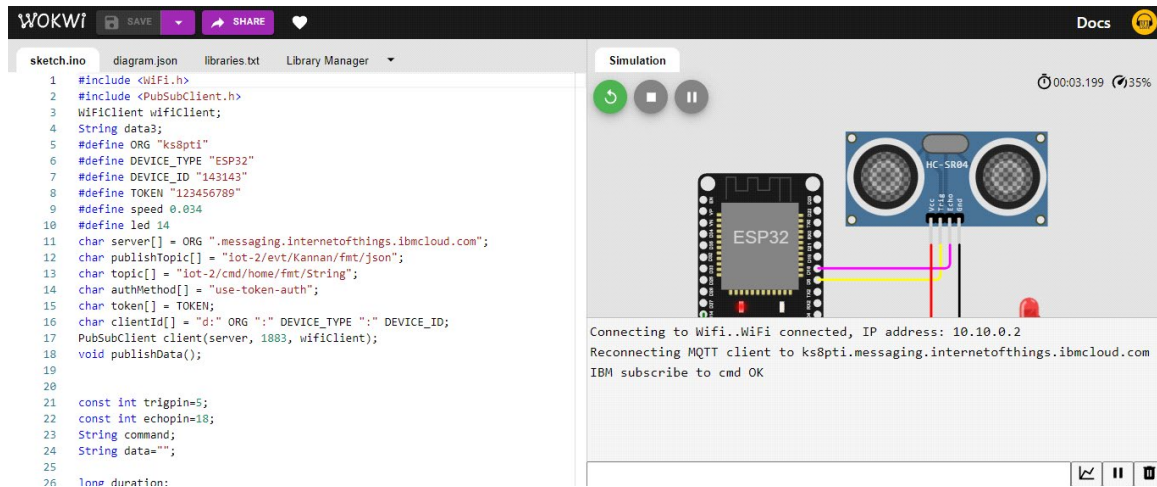 WOKWi SAVE SHARE Docs
sketch.ino diagram.json libraries.txt Library Manager
1 #include <WiFi.h>
2 #include <PubSubClient.h>
3 WiFiClient wifiClient;
4 String data3;
5 #define ORG "ks8pti"
6 #define DEVICE_TYPE "ESP32"
7 #define DEVICE_ID "143143"
8 #define TOKEN "123456789"
9 #define speed 0.034
10 #define led 14
11 char server[] = ORG ".messaging.internetofthings.ibmcloud.com";
12 char publishTopic[] = "iot-2/evt/Kannan/fmt/json";
13 char topic[] = "iot-2/cmd/home/fmt/String";
14 char authMethod[] = "use-token-auth";
15 char token[] = TOKEN;
16 char clientId[] = "d:" ORG ":" DEVICE_TYPE ":" DEVICE_ID;
17 PubSubClient client(server, 1883, wifiClient);
18 void publishData();
19
20
21 const int trigpin=5;
22 const int echopin=18;
23 String command;
24 String data="";
25
26 long duration;
Simulation
00:03.199 35%
HC-SR04
Vcc
Trig
Echo
Gnd
ESP32
Connecting to Wifi..WiFi connected, IP address: 10.10.0.2
Reconnecting MQTT client to ks8pti.messaging.internetofthings.ibmcloud.com
IBM subscribe to cmd OK